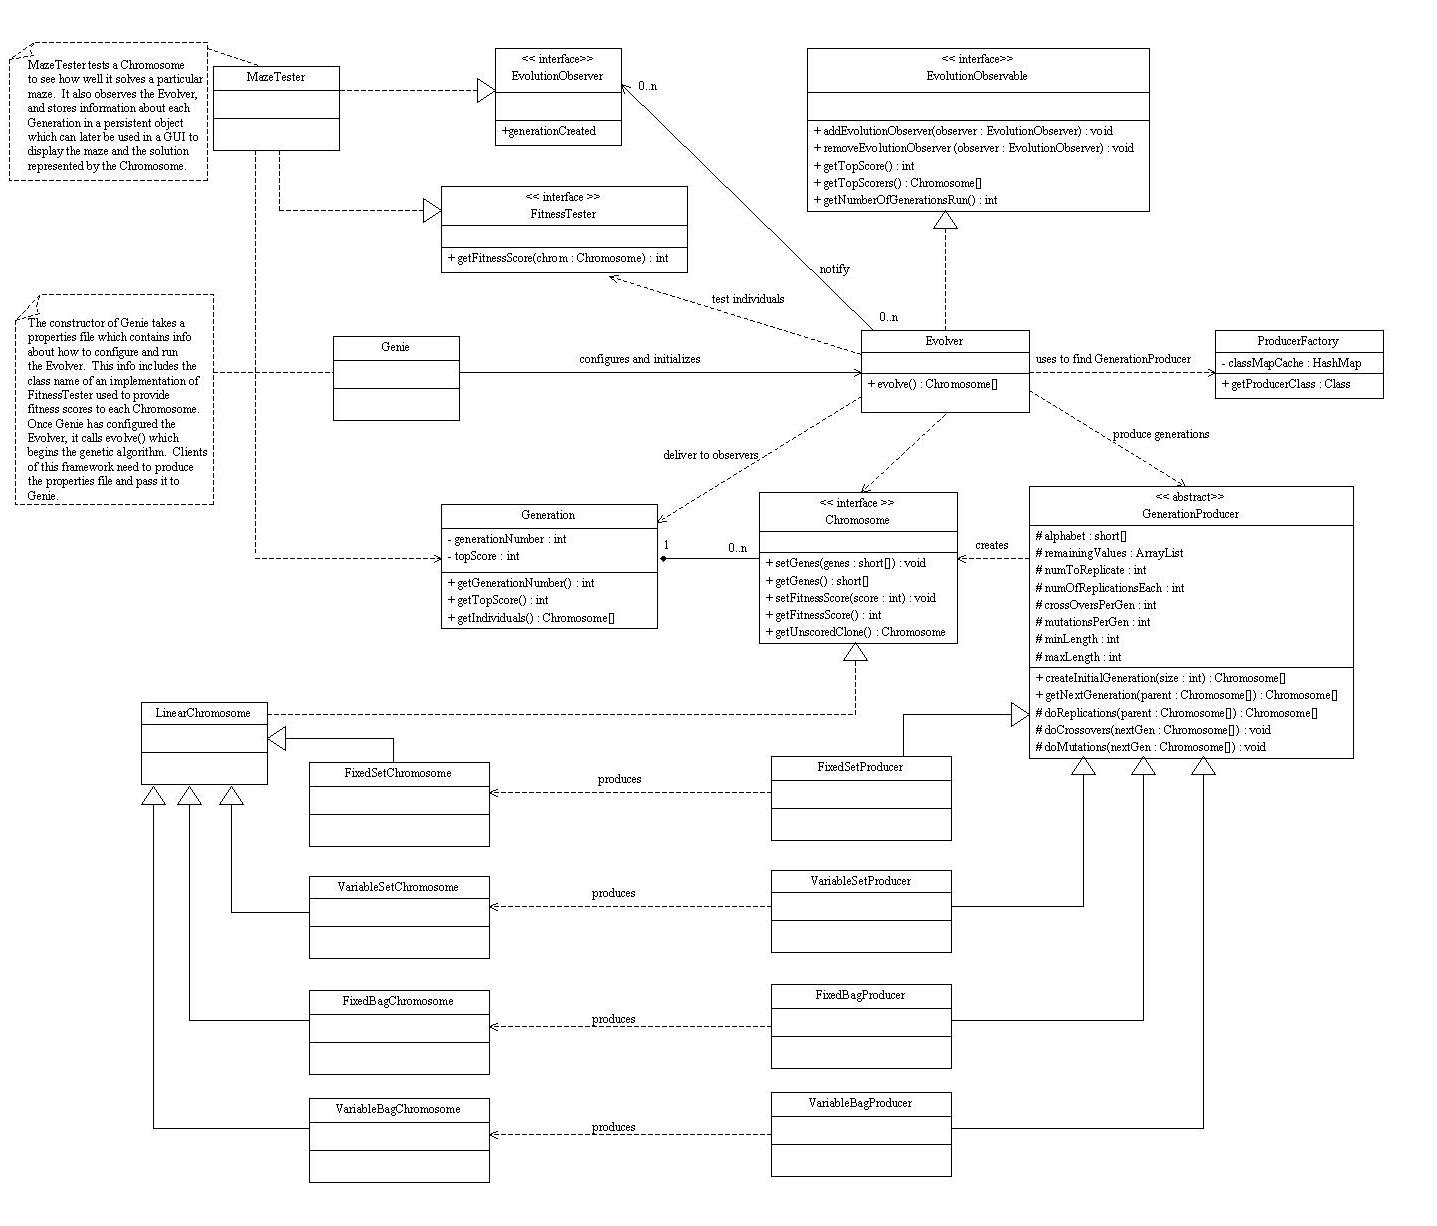 MazeTester tests a Chromosome
to see how well it solves a particular
maze. It also observes the Evolver,
and stores information about each
Generation in a persistent object
which can later be used in a GUI to
display the maze and the solution
represented by the Chromosome.
MazeTester
<< interface>>
EvolutionObserver
+generationCreated
0..n
<< interface>>
EvolutionObservable
+ addEvolutionObserver(observer : EvolutionObserver) : void
+ removeEvolutionObserver (observer : EvolutionObserver) : void
+ getTopScore() : int
+ getTopScorers() : Chromosome[]
+ getNumberOfGenerationsRun() : int
<< interface >>
FitnessTester
+ getFitnessScore(chrom : Chromosome) : int
notify
test individuals
0..n
The constructor of Genie takes a
properties file which contains info
about how to configure and run
the Evolver. This info includes the
class name of an implementation of
FitnessTester used to provide
fitness scores to each Chromosome.
Once Genie has configured the
Evolver, it calls evolve() which
begins the genetic algorithm. Clients
of this framework need to produce
the properties file and pass it to
Genie.
Genie
configures and initializes
Evolver
+ evolve() : Chromosome[]
uses to find GenerationProducer
ProducerFactory
- classMapCache : HashMap
+ getProducerClass : Class
deliver to observers
produce generations
Generation
- generationNumber : int
- topScore : int
+ getGenerationNumber() : int
+ getTopScore() : int
+ getIndividuals() : Chromosome[]
1
0..n
<< interface >>
Chromosome
+ setGenes(genes : short[]) : void
+ getGenes() : short[]
+ setFitnessScore(score : int) : void
+ getFitnessScore() : int
+ getUnscoredClone() : Chromosome
creates
<< abstract>>
GenerationProducer
# alphabet : short[]
# remainingValues : ArrayList
# numToReplicate : int
# numOfReplicationsEach : int
# crossOversPerGen : int
# mutationsPerGen : int
# minLength : int
# maxLength : int
+ createInitialGeneration(size : int) : Chromosome[]
+ getNextGeneration(parent : Chromosome[]) : Chromosome[]
# doReplications(parent : Chromosome[]) : Chromosome[]
# doCrossovers(nextGen : Chromosome[]) : void
# doMutations(nextGen : Chromosome[]) : void
LinearChromosome
FixedSetChromosome
produces
FixedSetProducer
VariableSetChromosome
produces
VariableSetProducer
FixedBagChromosome
produces
FixedBagProducer
VariableBagChromosome
produces
VariableBagProducer